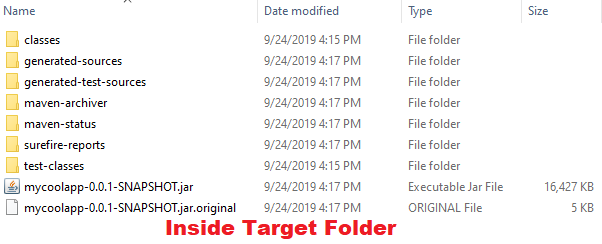 Name Date modified Type Size
classes 9/24/2019 4:15 PM File folder
generated-sources 9/24/2019 4:17 PM File folder
generated-test-sources 9/24/2019 4:17 PM File folder
maven-archiver 9/24/2019 4:17 PM File folder
maven-status 9/24/2019 4:17 PM File folder
surefire-reports 9/24/2019 4:17 PM File folder
test-classes 9/24/2019 4:15 PM File folder
mycoolapp-0.0.1-SNAPSHOT.jar 9/24/2019 4:17 PM Executable Jar File 16,427 KB
mycoolapp-0.0.1-SNAPSHOT.jar.original 9/24/2019 4:17 PM ORIGINAL File 5 KB
Inside Target Folder